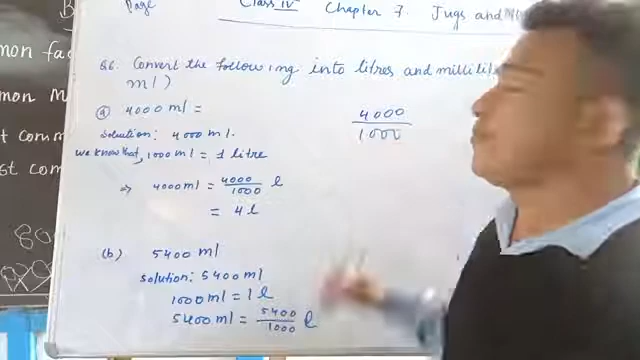 Page
Class IV Chapter 7. Jugs and
mon fac
Q6. Convert the following into litres and millilit
ml)
mon M
(a) 4000 ml =
4000
1000
t comm
solution: 4000 ml.
we know that, 1000 ml = 1 litre
st com
⇒ 4000 ml = 4000/1000 l
= 4 l
80
(b) 5400 ml
solution: 5400 ml
1000 ml = 1 l
5400 ml = 5400/1000 l